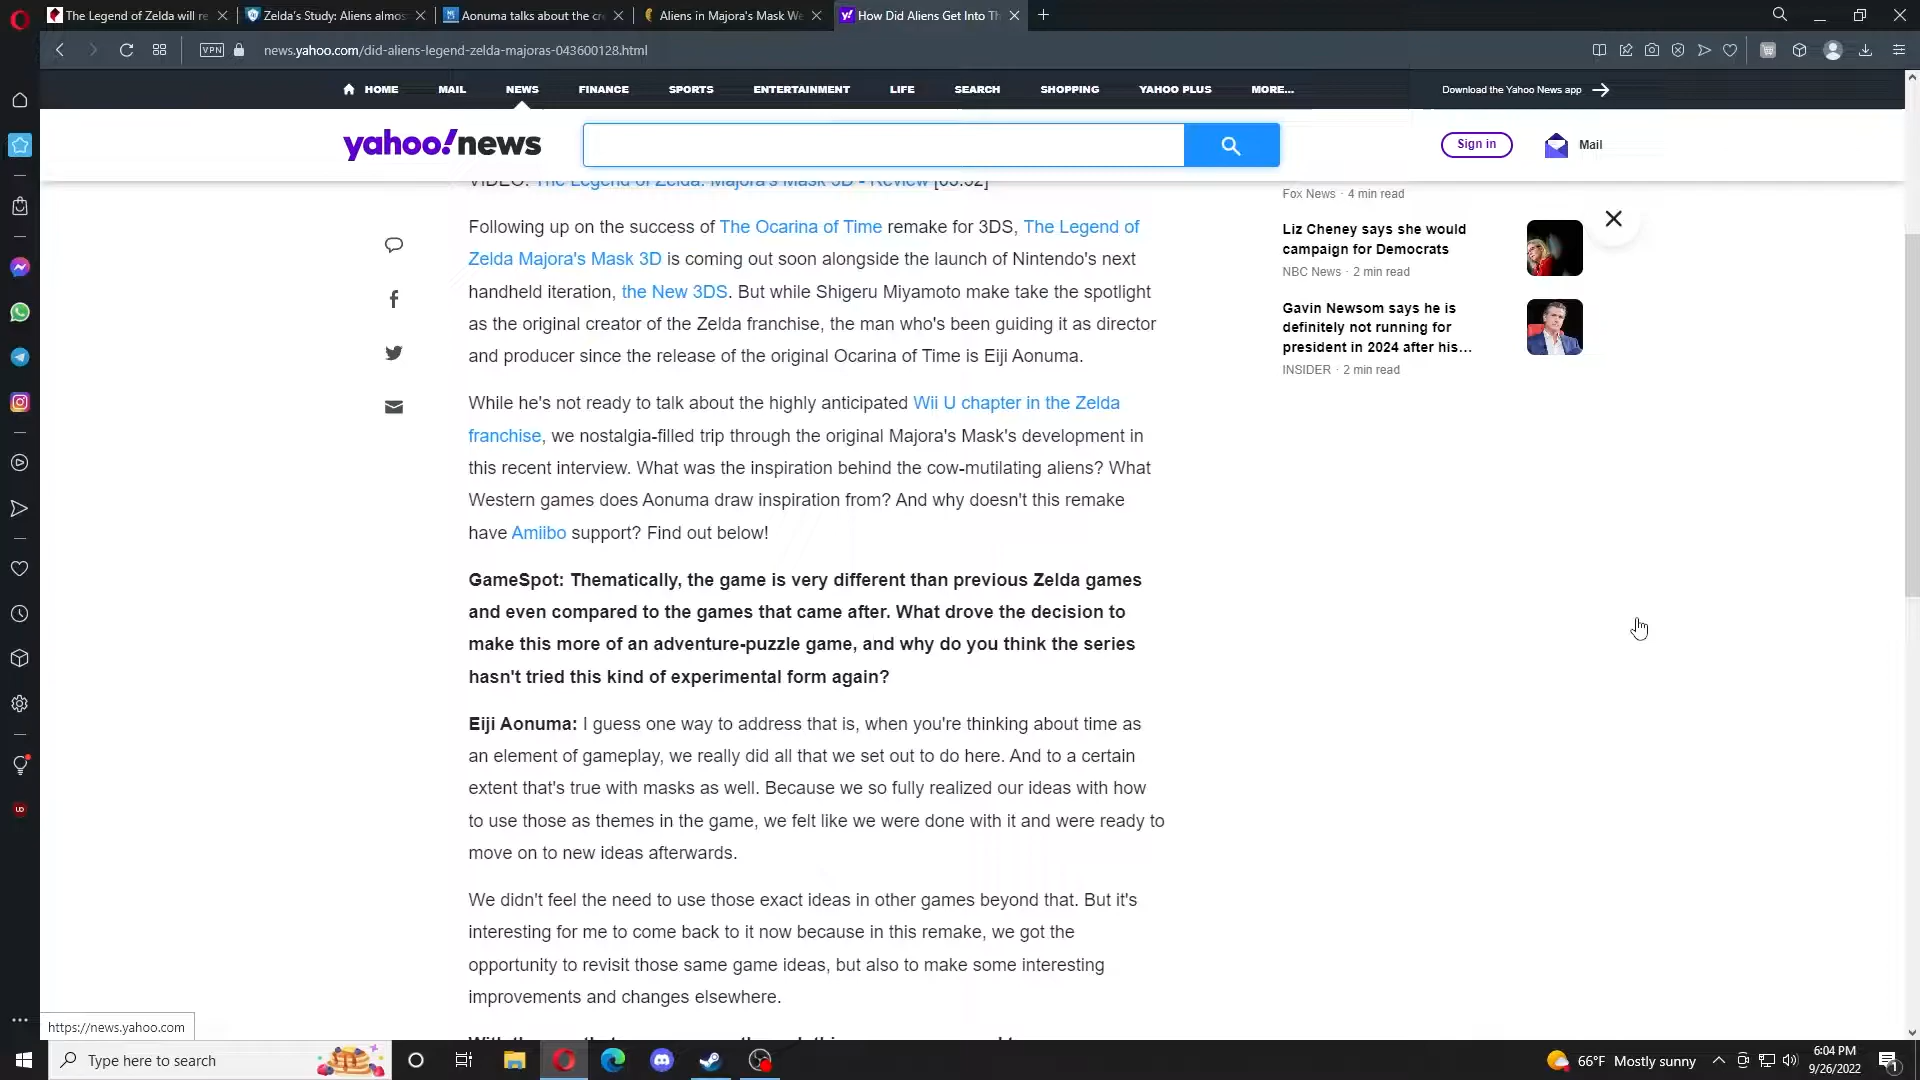 The Legend of Zelda will re
Zelda's Study: Aliens almos
Aonuma talks about the cre
Aliens in Majora's Mask We
How Did Aliens Get Into Th
VPN
news.yahoo.com/did-aliens-legend-zelda-majoras-043600128.html
HOME
MAIL
NEWS
FINANCE
SPORTS
ENTERTAINMENT
LIFE
SEARCH
SHOPPING
YAHOO PLUS
MORE...
Download the Yahoo News app
yahoo!news
Sign in
Mail
VIDEO: The Legend of Zelda: Majora's Mask 3D - Review [03:52]
Following up on the success of The Ocarina of Time remake for 3DS, The Legend of
Zelda Majora's Mask 3D is coming out soon alongside the launch of Nintendo's next
handheld iteration, the New 3DS. But while Shigeru Miyamoto make take the spotlight
as the original creator of the Zelda franchise, the man who's been guiding it as director
and producer since the release of the original Ocarina of Time is Eiji Aonuma.
While he's not ready to talk about the highly anticipated Wii U chapter in the Zelda
franchise, we nostalgia-filled trip through the original Majora's Mask's development in
this recent interview. What was the inspiration behind the cow-mutilating aliens? What
Western games does Aonuma draw inspiration from? And why doesn't this remake
have Amiibo support? Find out below!
GameSpot: Thematically, the game is very different than previous Zelda games
and even compared to the games that came after. What drove the decision to
make this more of an adventure-puzzle game, and why do you think the series
hasn't tried this kind of experimental form again?
Eiji Aonuma: I guess one way to address that is, when you're thinking about time as
an element of gameplay, we really did all that we set out to do here. And to a certain
extent that's true with masks as well. Because we so fully realized our ideas with how
to use those as themes in the game, we felt like we were done with it and were ready to
move on to new ideas afterwards.
We didn't feel the need to use those exact ideas in other games beyond that. But it's
interesting for me to come back to it now because in this remake, we got the
opportunity to revisit those same game ideas, but also to make some interesting
improvements and changes elsewhere.
Fox News · 4 min read
Liz Cheney says she would
campaign for Democrats
NBC News · 2 min read
Gavin Newsom says he is
definitely not running for
president in 2024 after his...
INSIDER · 2 min read
https://news.yahoo.com
Type here to search
66°F Mostly sunny
6:04 PM
9/26/2022
1